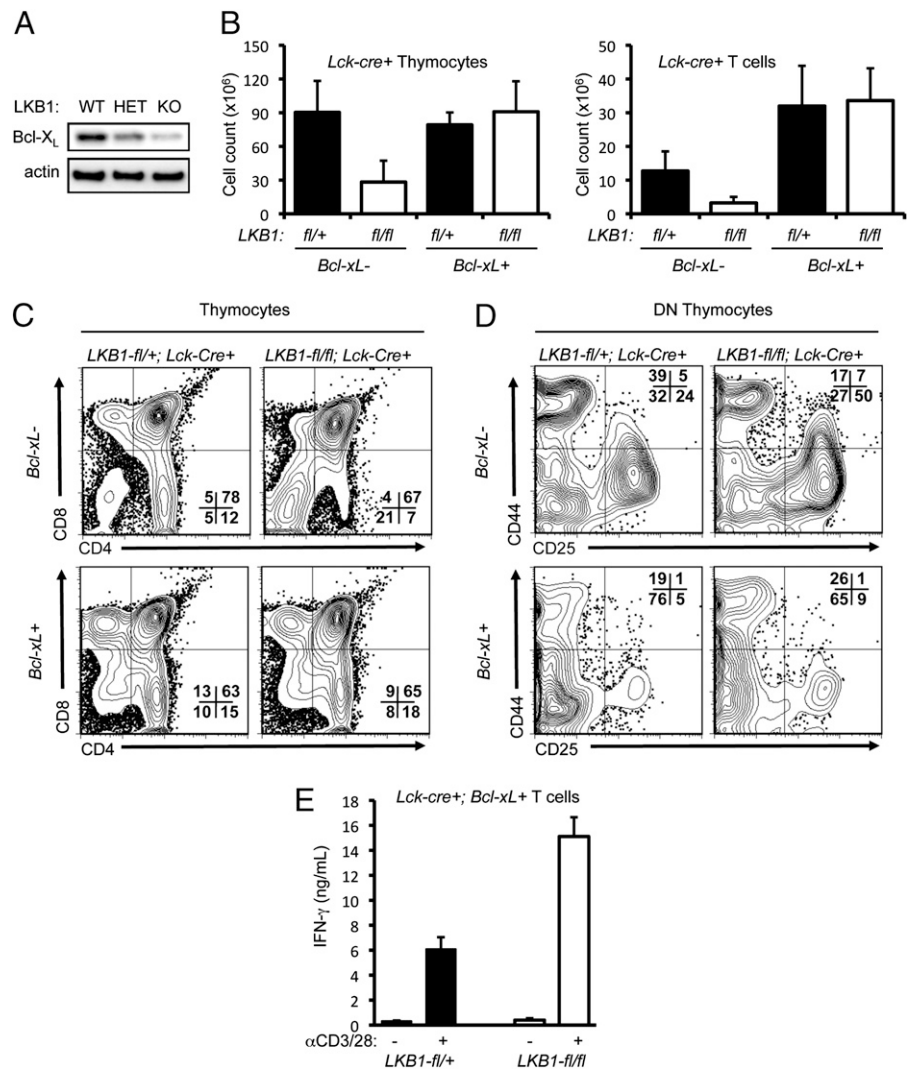 A
LKB1: WT HET KO
Bcl-XL
actin
B
Lck-cre+ Thymocytes
Cell count (x10⁶)
150
120
90
60
30
0
LKB1: fl/+ fl/fl fl/+ fl/fl
Bcl-xL- Bcl-xL+
Lck-cre+ T cells
Cell count (x10⁶)
50
40
30
20
10
0
LKB1: fl/+ fl/fl fl/+ fl/fl
Bcl-xL- Bcl-xL+
C
Thymocytes
LKB1-fl/+; Lck-Cre+ LKB1-fl/fl; Lck-Cre+
Bcl-xL-
CD8
5 78
5 12
4 67
21 7
CD4
Bcl-xL+
CD8
13 63
10 15
9 65
8 18
CD4
D
DN Thymocytes
LKB1-fl/+; Lck-Cre+ LKB1-fl/fl; Lck-Cre+
Bcl-xL-
CD44
39 5
32 24
17 7
27 50
CD25
Bcl-xL+
CD44
19 1
76 5
26 1
65 9
CD25
E
Lck-cre+; Bcl-xL+ T cells
IFN-γ (ng/mL)
18
16
14
12
10
8
6
4
2
0
αCD3/28: - + - +
LKB1-fl/+ LKB1-fl/fl